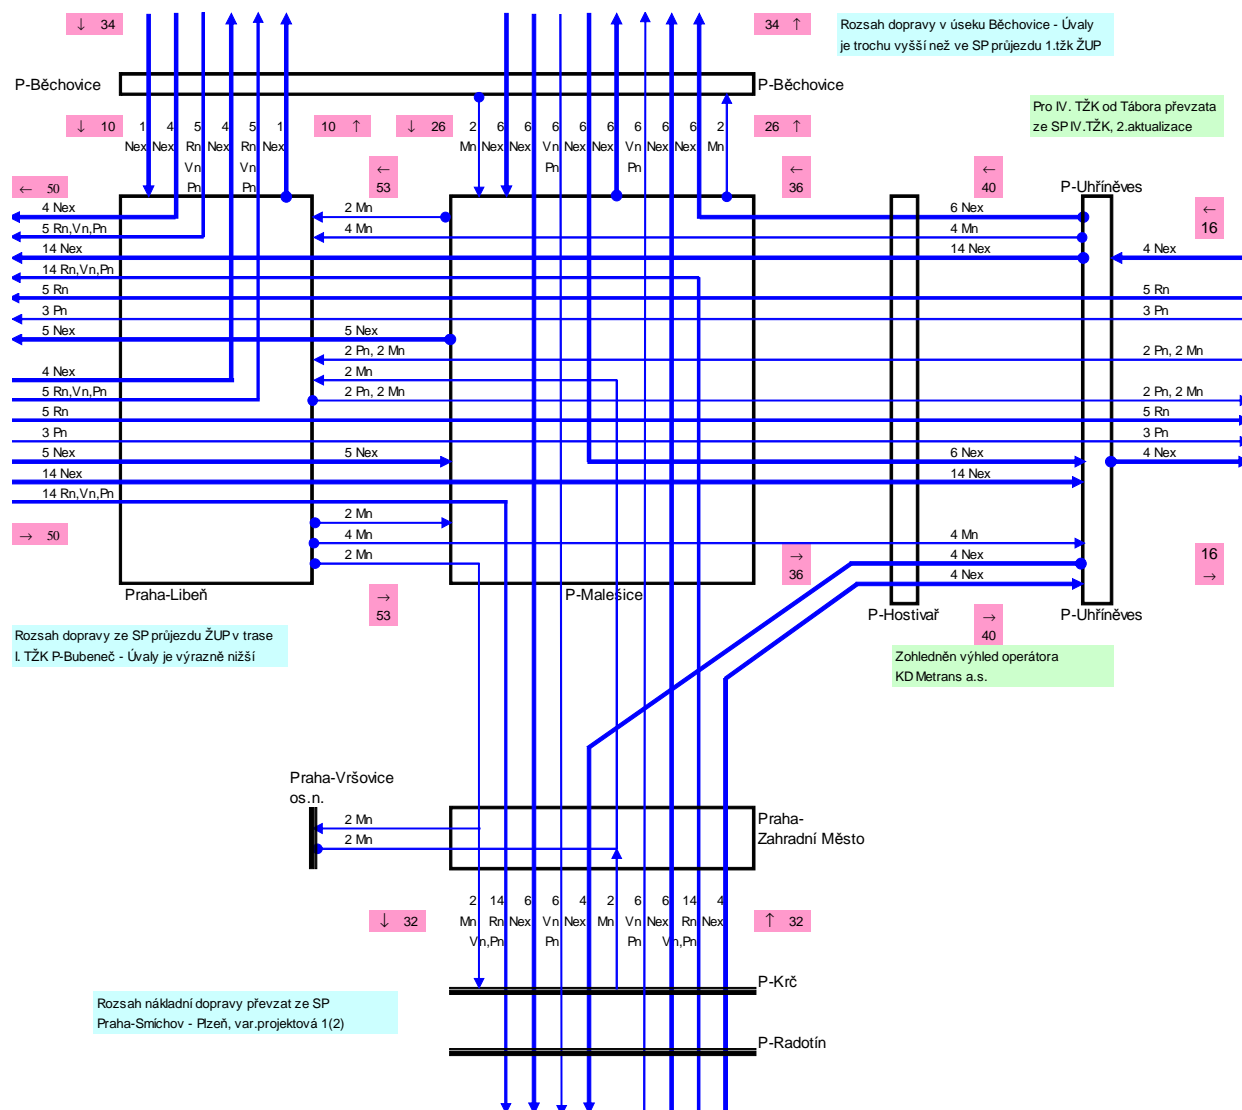 ↓ 34
34 ↑
Rozsah dopravy v úseku Běchovice - Úvaly
je trochu vyšší než ve SP průjezdu 1.tžk ŽUP
P-Běchovice
P-Běchovice
Pro IV. TŽK od Tábora převzata
ze SP IV.TŽK, 2.aktualizace
↓ 10
1 4 5 4 5 1
Nex Nex Rn Nex Rn Nex
Vn Vn
Pn Pn
10 ↑
↓ 26
2 6 6 6 6 6 6 6 2
Mn Nex Nex Vn Nex Nex Vn Nex Nex Mn
Pn Pn
26 ↑
← 50
←
53
←
36
←
40
P-Uhříněves
←
16
4 Nex
2 Mn
6 Nex
5 Rn,Vn,Pn
4 Mn
4 Mn
14 Nex
14 Nex
4 Nex
14 Rn,Vn,Pn
5 Rn
5 Rn
3 Pn
3 Pn
5 Nex
5 Nex
2 Pn, 2 Mn
2 Pn, 2 Mn
4 Nex
2 Mn
5 Rn,Vn,Pn
2 Pn, 2 Mn
2 Pn, 2 Mn
5 Rn
5 Rn
3 Pn
3 Pn
5 Nex
5 Nex
6 Nex
4 Nex
14 Nex
14 Nex
14 Rn,Vn,Pn
2 Mn
→ 50
4 Mn
4 Mn
2 Mn
4 Nex
→
36
16
→
4 Nex
Praha-Libeň
→
53
P-Malešice
P-Hostivař
→
40
P-Uhříněves
Rozsah dopravy ze SP průjezdu ŽUP v trase
I. TŽK P-Bubeneč - Úvaly je výrazně nižší
Zohledněn výhled operátora
KD Metrans a.s.
Praha-Vršovice
os.n.
2 Mn
2 Mn
Praha-
Zahradní Město
↓ 32
2 14 6 6 4 2 6 6 14 4
Mn Rn Nex Vn Nex Mn Vn Nex Rn Nex
Vn,Pn Pn Pn Vn,Pn
↑ 32
P-Krč
Rozsah nákladní dopravy převzat ze SP
Praha-Smíchov - Plzeň, var.projektová 1(2)
P-Radotín